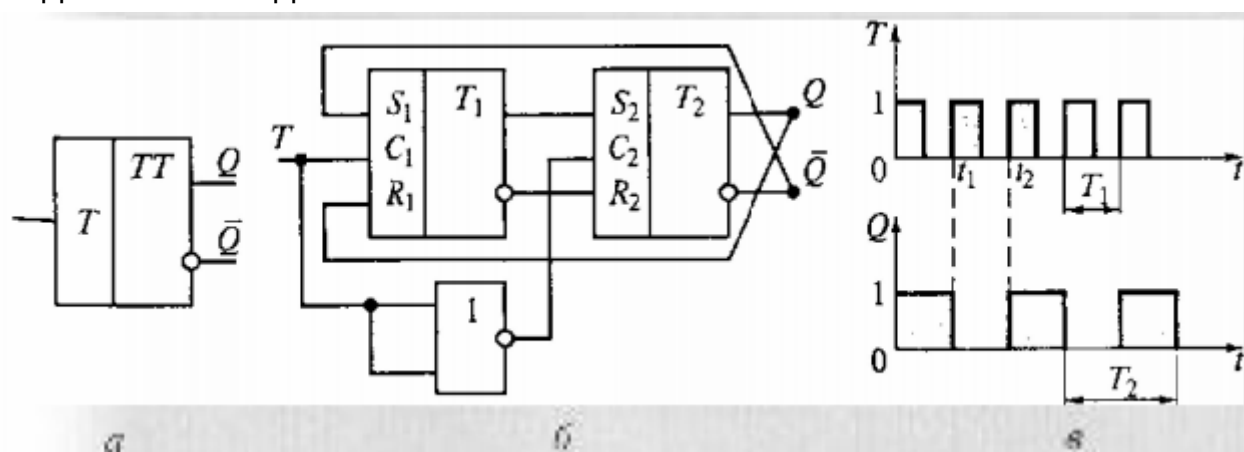 T
TT
Q
Q̄
T
S₁
T₁
C₁
R₁
S₂
T₂
C₂
R₂
Q
Q̄
1
T
1
0
t₁
t₂
T₁
t
Q
1
0
T₂
t
а
б
в